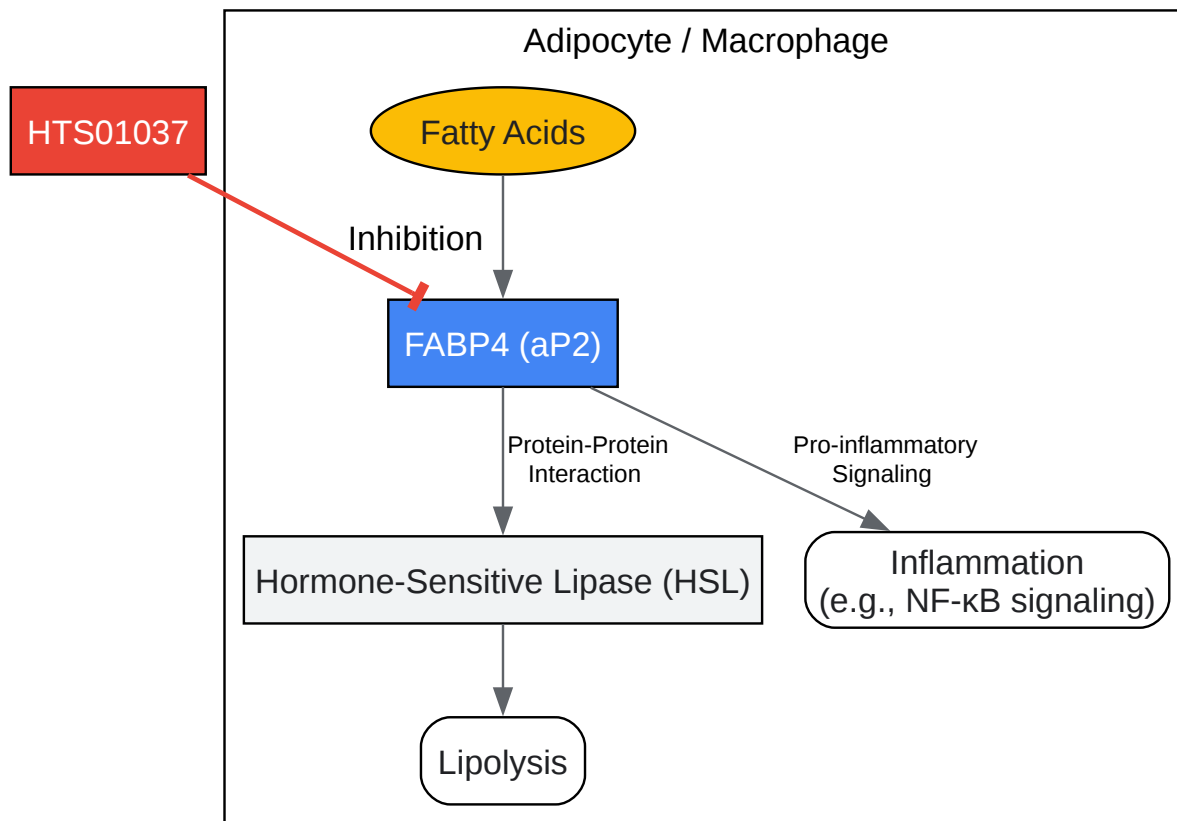 Adipocyte / Macrophage
HTS01037
Fatty Acids
Inhibition
FABP4 (aP2)
Protein-Protein
Interaction
Pro-inflammatory
Signaling
Hormone-Sensitive Lipase (HSL)
Inflammation
(e.g., NF-κB signaling)
Lipolysis